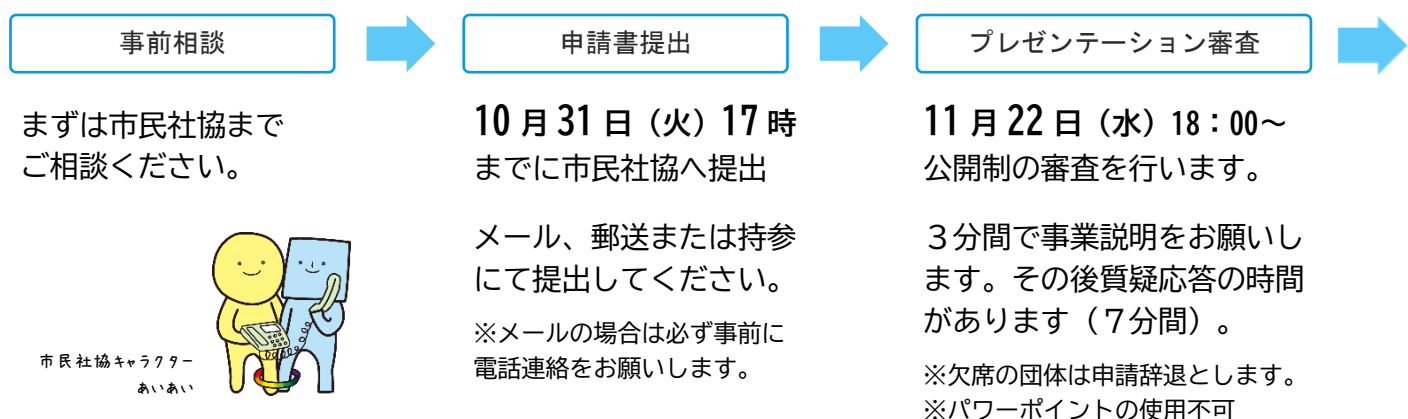 事前相談
まずは市民社協まで
ご相談ください。
市民社協キャラクター
あいあい
申請書提出
10月31日（火）17時
までに市民社協へ提出
メール、郵送または持参
にて提出してください。
※メールの場合は必ず事前に
電話連絡をお願いします。
プレゼンテーション審査
11月22日（水）18：00～
公開制の審査を行います。
３分間で事業説明をお願いし
ます。その後質疑応答の時間
があります（７分間）。
※欠席の団体は申請辞退とします。
※パワーポイントの使用不可